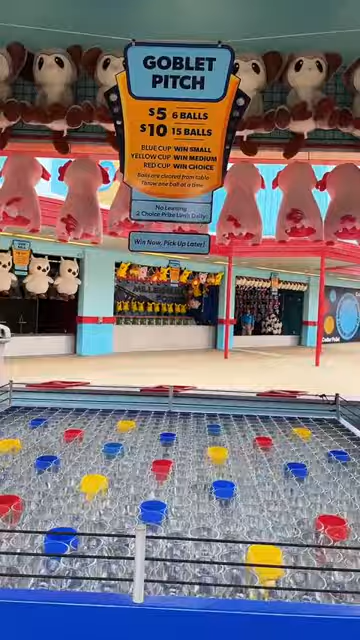 GOBLET
PITCH
$5 6 BALLS
$10 15 BALLS
BLUE CUP WIN SMALL
YELLOW CUP WIN MEDIUM
RED CUP WIN CHOICE
Balls are cleared from table
Throw one ball at a time
No Leaning
2 Choice Prize Limit Daily!
Win Now, Pick Up Later!